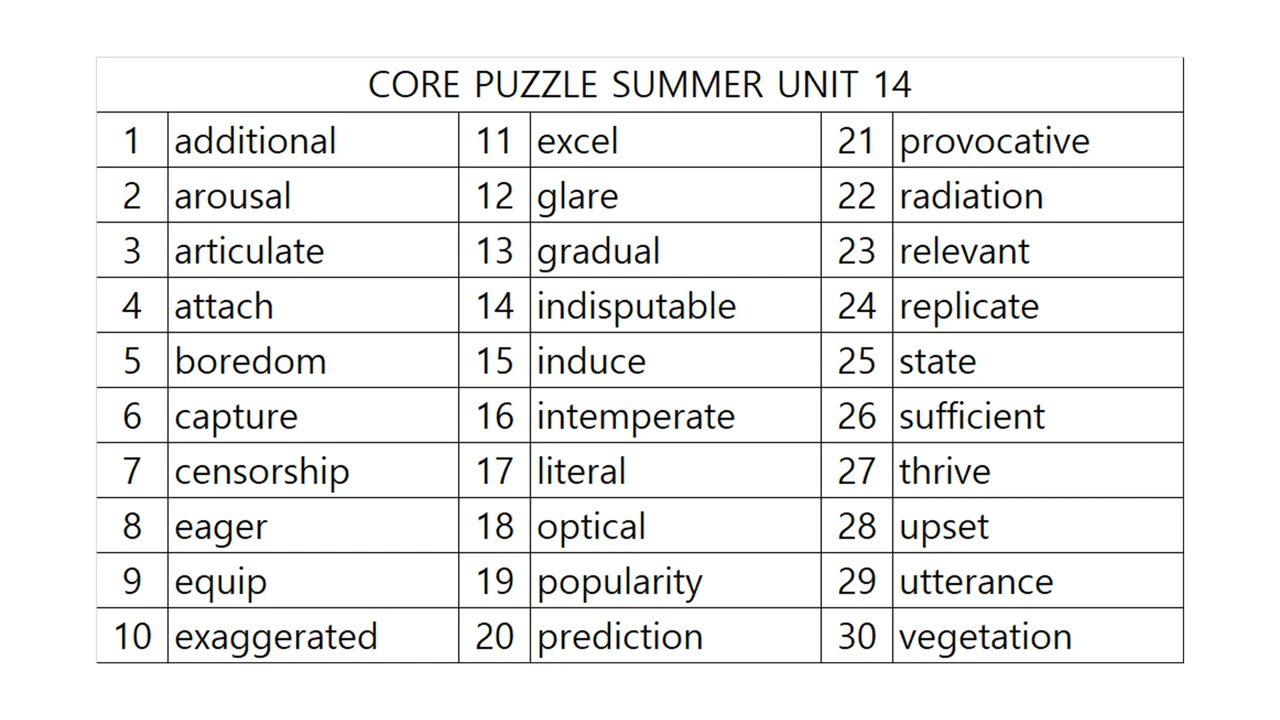 CORE PUZZLE SUMMER UNIT 14
1 additional 11 excel 21 provocative
2 arousal 12 glare 22 radiation
3 articulate 13 gradual 23 relevant
4 attach 14 indisputable 24 replicate
5 boredom 15 induce 25 state
6 capture 16 intemperate 26 sufficient
7 censorship 17 literal 27 thrive
8 eager 18 optical 28 upset
9 equip 19 popularity 29 utterance
10 exaggerated 20 prediction 30 vegetation